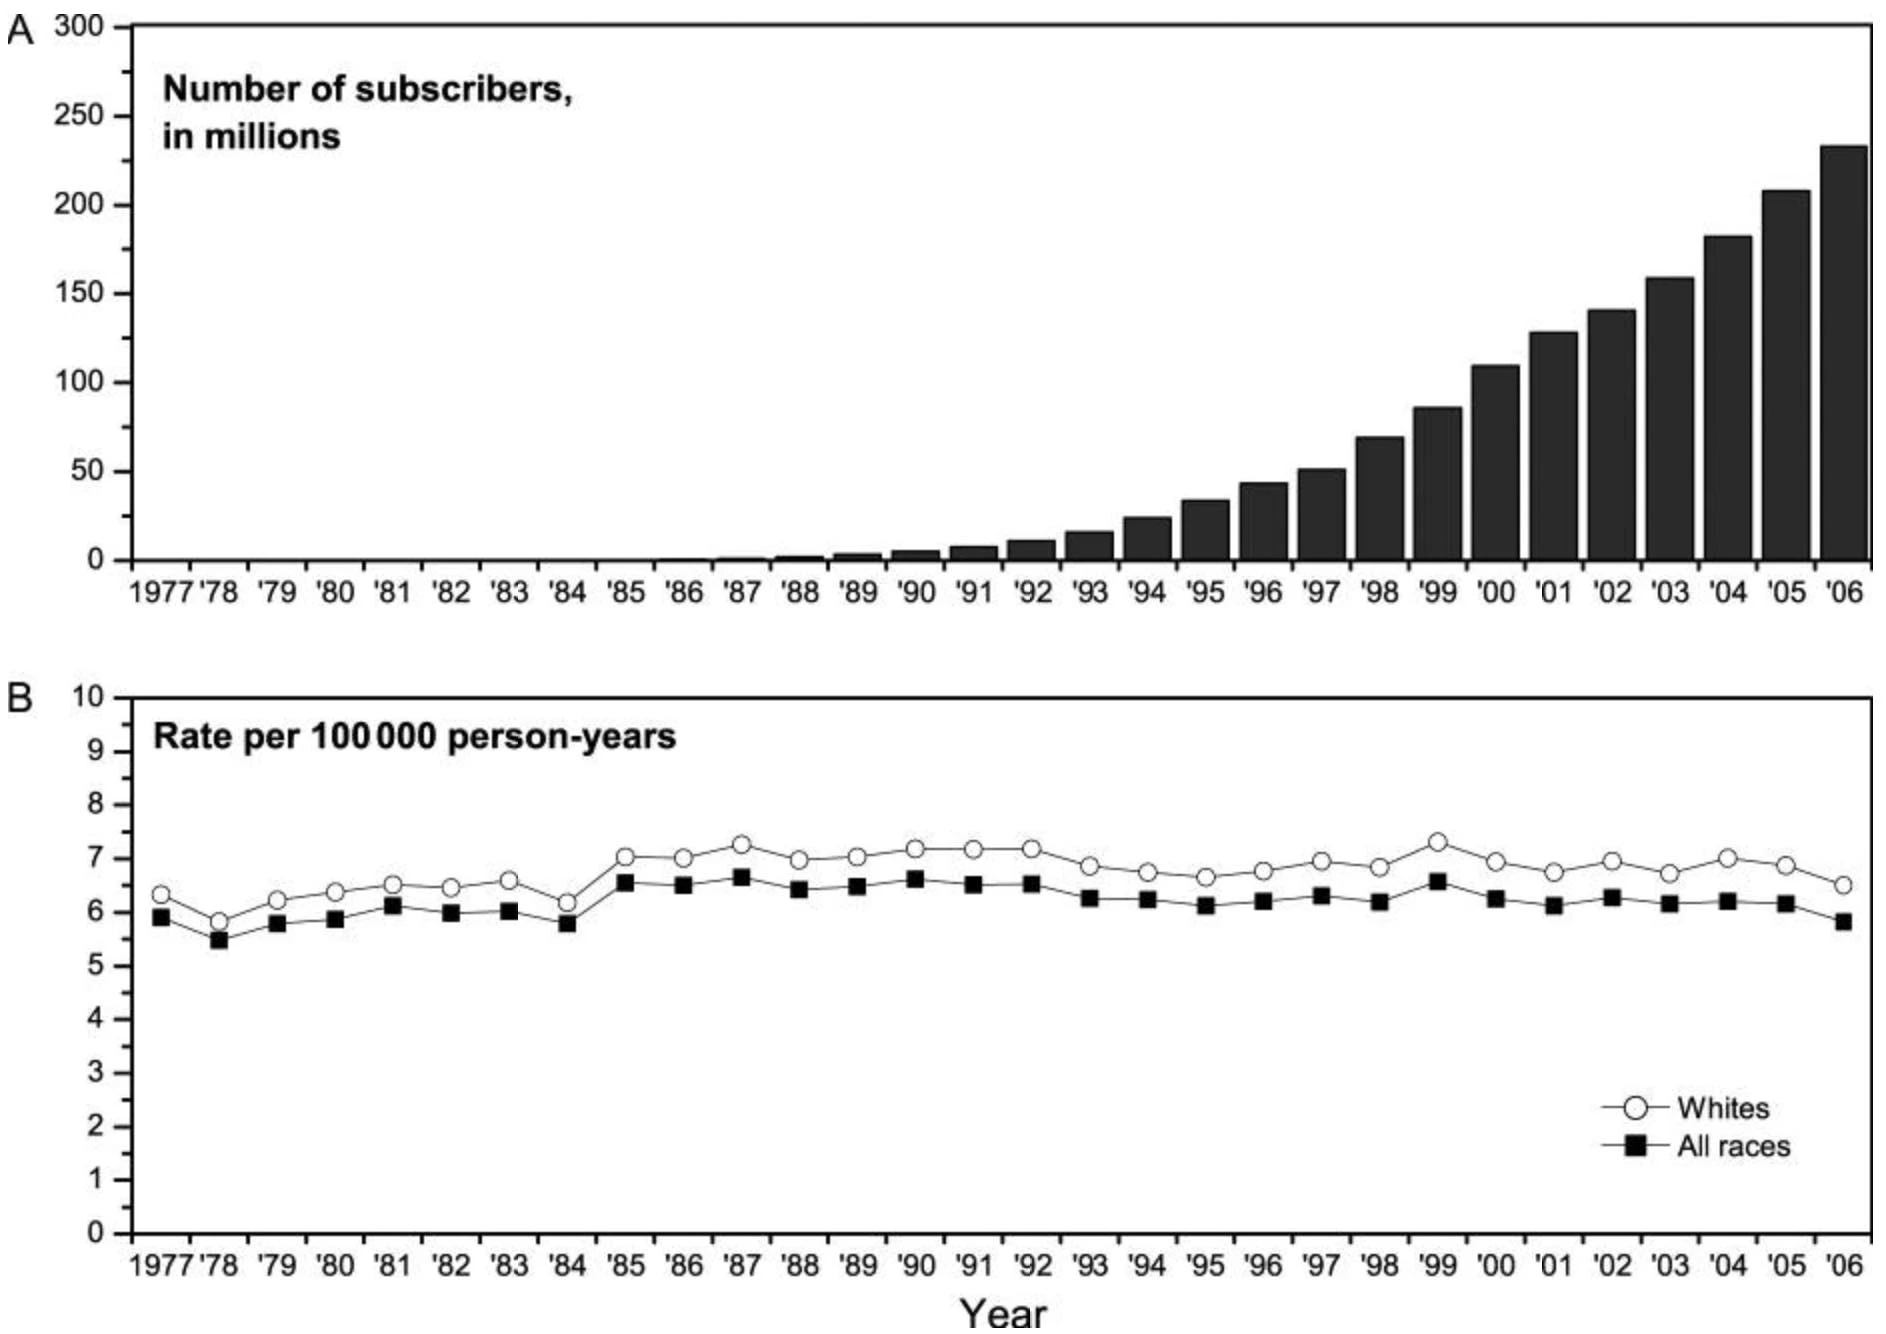 A
300
Number of subscribers,
in millions
250
200
150
100
50
0
1977 '78 '79 '80 '81 '82 '83 '84 '85 '86 '87 '88 '89 '90 '91 '92 '93 '94 '95 '96 '97 '98 '99 '00 '01 '02 '03 '04 '05 '06
B
10
Rate per 100 000 person-years
9
8
7
6
5
4
3
Whites
2
All races
1
0
1977 '78 '79 '80 '81 '82 '83 '84 '85 '86 '87 '88 '89 '90 '91 '92 '93 '94 '95 '96 '97 '98 '99 '00 '01 '02 '03 '04 '05 '06
Year